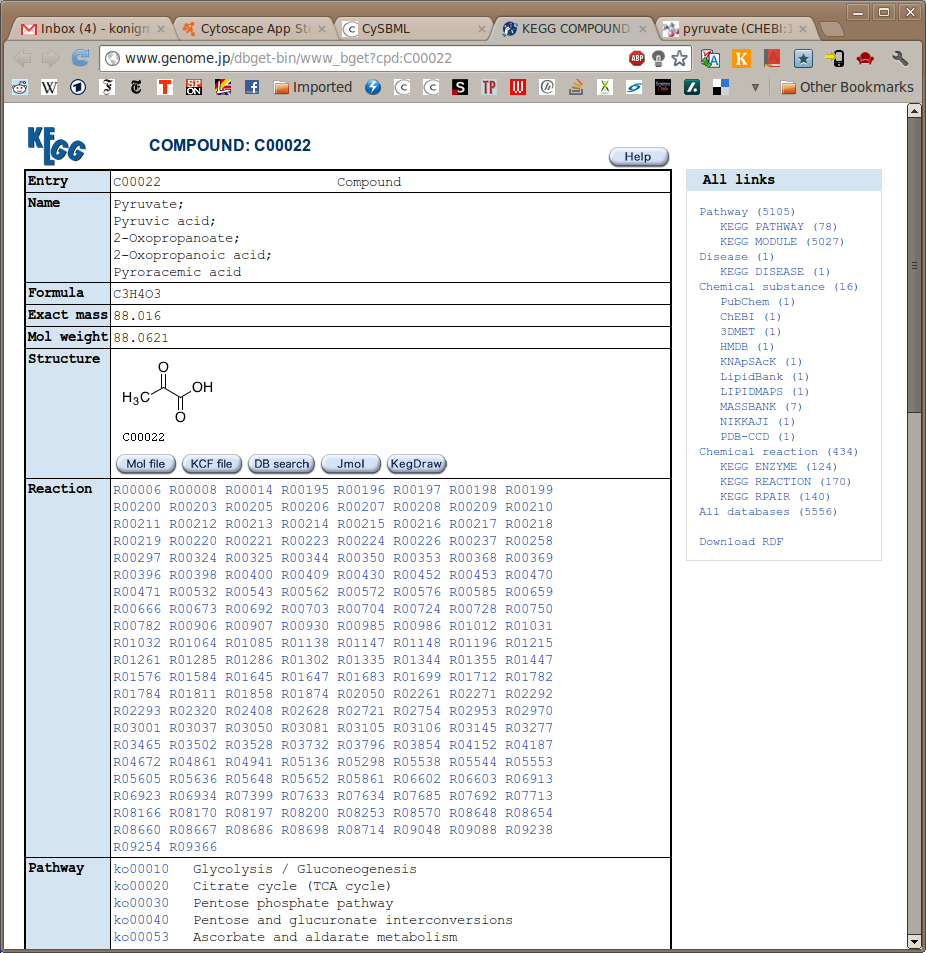 Inbox (4) - konigm
Cytoscape App St
CySBML
KEGG COMPOUND
pyruvate (CHEBI:1
www.genome.jp/dbget-bin/www_bget?cpd:C00022
Imported
Other Bookmarks
KEGG
COMPOUND: C00022
Help
Entry C00022 Compound
Name Pyruvate;
Pyruvic acid;
2-Oxopropanoate;
2-Oxopropanoic acid;
Pyroracemic acid
Formula C3H4O3
Exact mass 88.016
Mol weight 88.0621
Structure
O
H3C OH
O
C00022
Mol file KCF file DB search Jmol KegDraw
Reaction R00006 R00008 R00014 R00195 R00196 R00197 R00198 R00199
R00200 R00203 R00205 R00206 R00207 R00208 R00209 R00210
R00211 R00212 R00213 R00214 R00215 R00216 R00217 R00218
R00219 R00220 R00221 R00223 R00224 R00226 R00237 R00258
R00297 R00324 R00325 R00344 R00350 R00353 R00368 R00369
R00396 R00398 R00400 R00409 R00430 R00452 R00453 R00470
R00471 R00532 R00543 R00562 R00572 R00576 R00585 R00659
R00666 R00673 R00692 R00703 R00704 R00724 R00728 R00750
R00782 R00906 R00907 R00930 R00985 R00986 R01012 R01031
R01032 R01064 R01085 R01138 R01147 R01148 R01196 R01215
R01261 R01285 R01286 R01302 R01335 R01344 R01355 R01447
R01576 R01584 R01645 R01647 R01683 R01699 R01712 R01782
R01784 R01811 R01858 R01874 R02050 R02261 R02271 R02292
R02293 R02320 R02408 R02628 R02721 R02754 R02953 R02970
R03001 R03037 R03050 R03081 R03105 R03106 R03145 R03277
R03465 R03502 R03528 R03732 R03796 R03854 R04152 R04187
R04672 R04861 R04941 R05136 R05298 R05538 R05544 R05553
R05605 R05636 R05648 R05652 R05861 R06602 R06603 R06913
R06923 R06934 R07399 R07633 R07634 R07685 R07692 R07713
R08166 R08170 R08197 R08200 R08253 R08570 R08648 R08654
R08660 R08667 R08686 R08698 R08714 R09048 R09088 R09238
R09254 R09366
Pathway ko00010 Glycolysis / Gluconeogenesis
ko00020 Citrate cycle (TCA cycle)
ko00030 Pentose phosphate pathway
ko00040 Pentose and glucuronate interconversions
ko00053 Ascorbate and aldarate metabolism
All links
Pathway (5105)
KEGG PATHWAY (78)
KEGG MODULE (5027)
Disease (1)
KEGG DISEASE (1)
Chemical substance (16)
PubChem (1)
ChEBI (1)
3DMET (1)
HMDB (1)
KNApSAcK (1)
LipidBank (1)
LIPIDMAPS (1)
MASSBANK (7)
NIKKAJI (1)
PDB-CCD (1)
Chemical reaction (434)
KEGG ENZYME (124)
KEGG REACTION (170)
KEGG RPAIR (140)
All databases (5556)
Download RDF